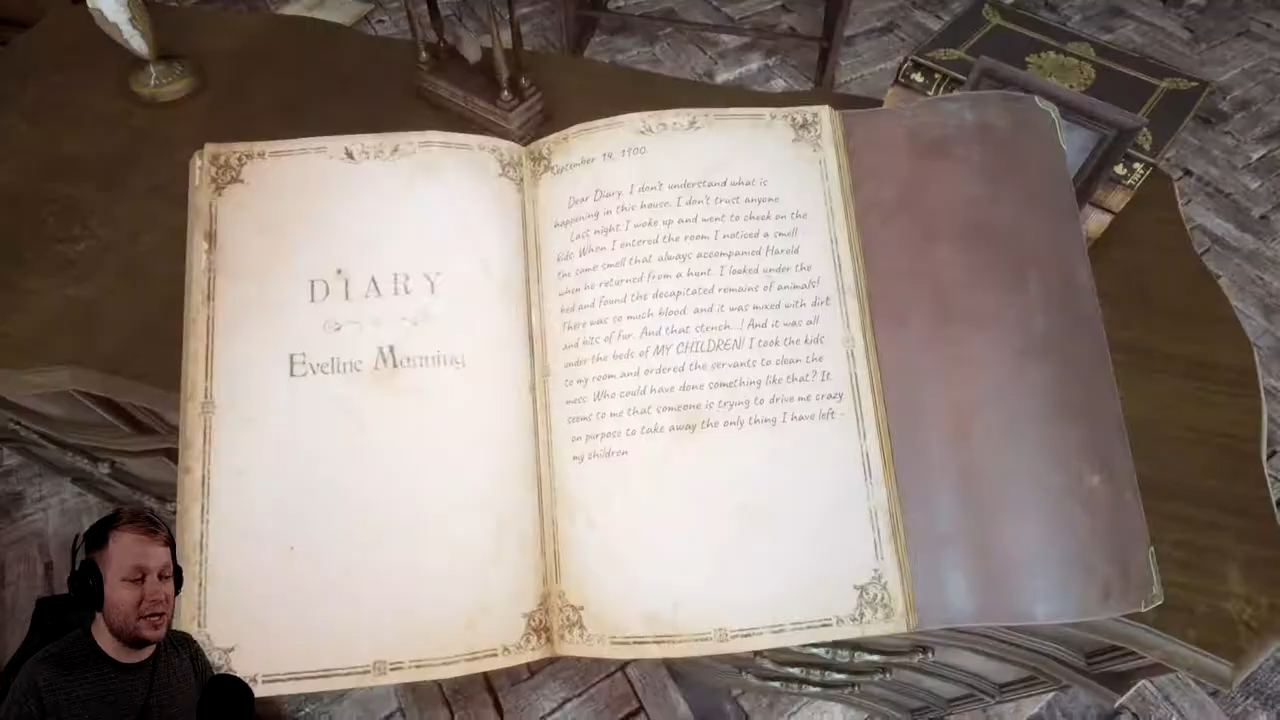 DIARY
Eveline Manning
September 14, 1900.
Dear Diary, I don't understand what is
happening in this house. I don't trust anyone
Last night, I woke up and went to check on the
kids. When I entered the room, I noticed a smell
the same smell that always accompanied Harold
when he returned from a hunt. I looked under the
bed and found the decapitated remains of animals!
There was so much blood, and it was mixed with dirt
and bits of fur. And that stench...! And it was all
under the beds of MY CHILDREN! I took the kids
to my room and ordered the servants to clean the
mess. Who could have done something like that? It
seems to me that someone is trying to drive me crazy
on purpose to take away the only thing I have left -
my children